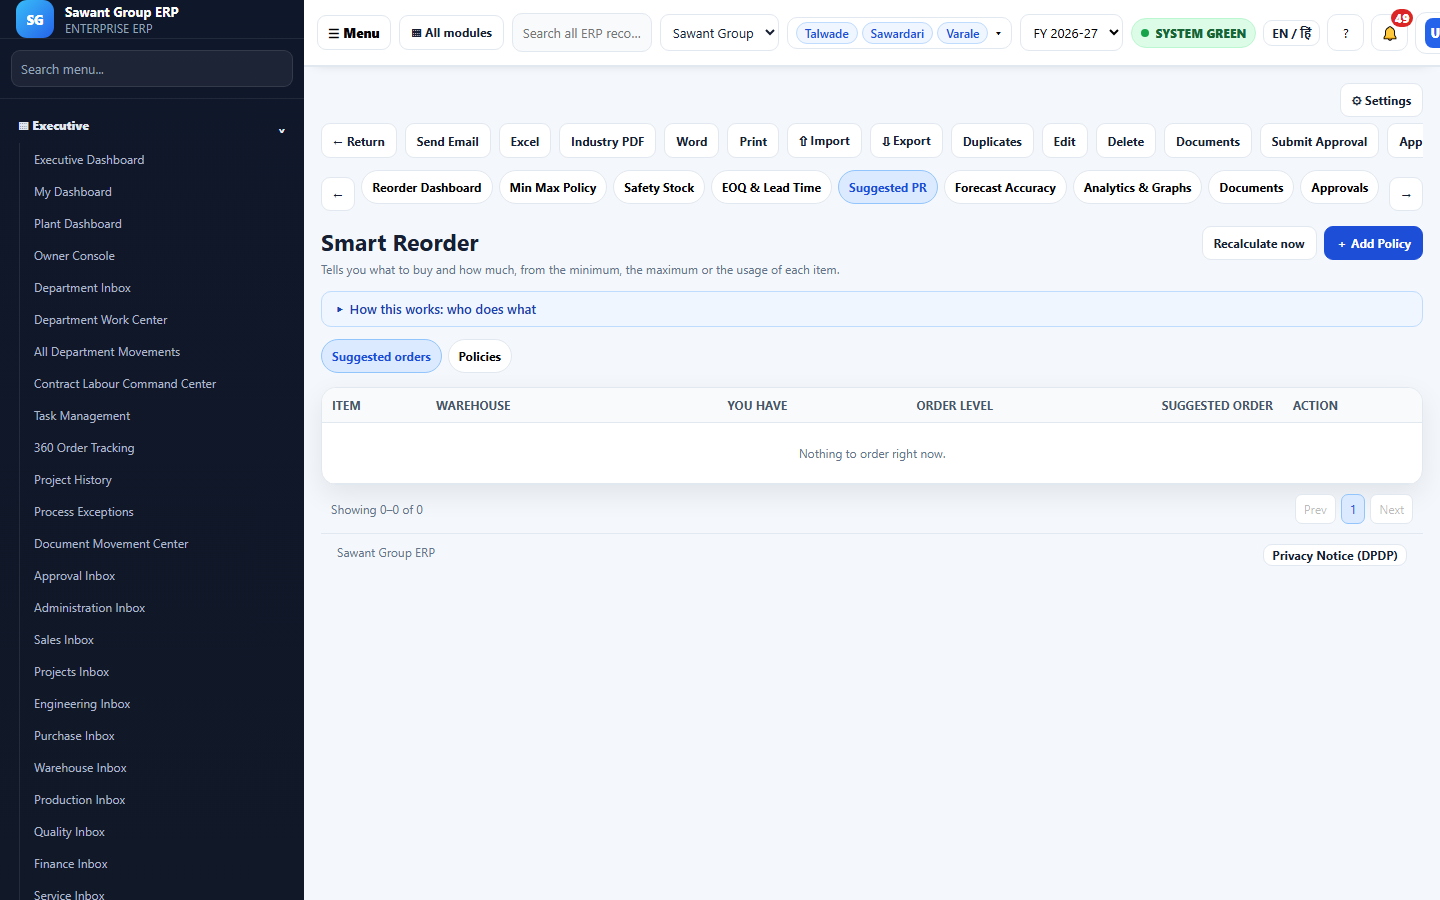 SG
Sawant Group ERP
ENTERPRISE ERP
Search menu...
Executive
Executive Dashboard
My Dashboard
Plant Dashboard
Owner Console
Department Inbox
Department Work Center
All Department Movements
Contract Labour Command Center
Task Management
360 Order Tracking
Project History
Process Exceptions
Document Movement Center
Approval Inbox
Administration Inbox
Sales Inbox
Projects Inbox
Engineering Inbox
Purchase Inbox
Warehouse Inbox
Production Inbox
Quality Inbox
Finance Inbox
Service Inbox
☰ Menu All modules Search all ERP reco... Sawant Group Talwade Sawardari Varale FY 2026-27 SYSTEM GREEN EN / हिं ? 49 U
⚙ Settings
← Return Send Email Excel Industry PDF Word Print ⇧ Import ⇩ Export Duplicates Edit Delete Documents Submit Approval App
← Reorder Dashboard Min Max Policy Safety Stock EOQ & Lead Time Suggested PR Forecast Accuracy Analytics & Graphs Documents Approvals →
Smart Reorder Recalculate now + Add Policy
Tells you what to buy and how much, from the minimum, the maximum or the usage of each item.
▸ How this works: who does what
Suggested orders Policies
ITEM WAREHOUSE YOU HAVE ORDER LEVEL SUGGESTED ORDER ACTION
Nothing to order right now.
Showing 0–0 of 0 Prev 1 Next
Sawant Group ERP Privacy Notice (DPDP)